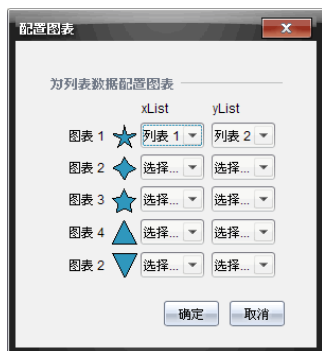 配置图表
为列表数据配置图表
xList yList
图表 1 列表 1 列表 2
图表 2 选择... 选择...
图表 3 选择... 选择...
图表 4 选择... 选择...
图表 2 选择... 选择...
确定 取消